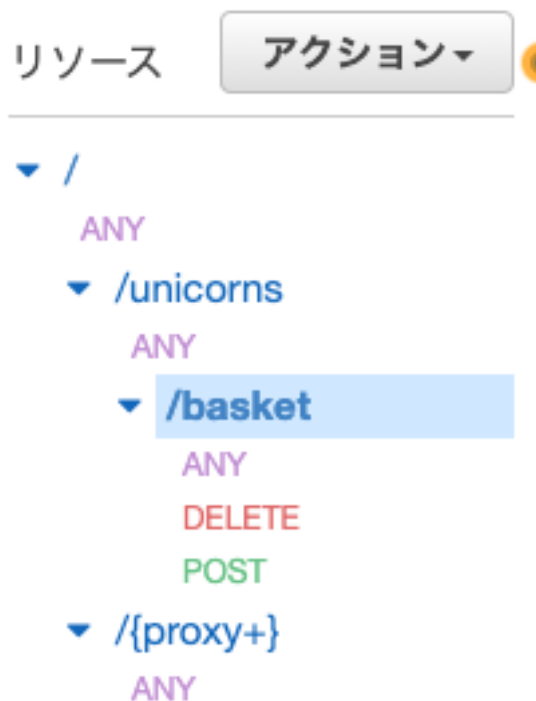 リソース アクション
/
ANY
/unicorns
ANY
/basket
ANY
DELETE
POST
/{proxy+}
ANY